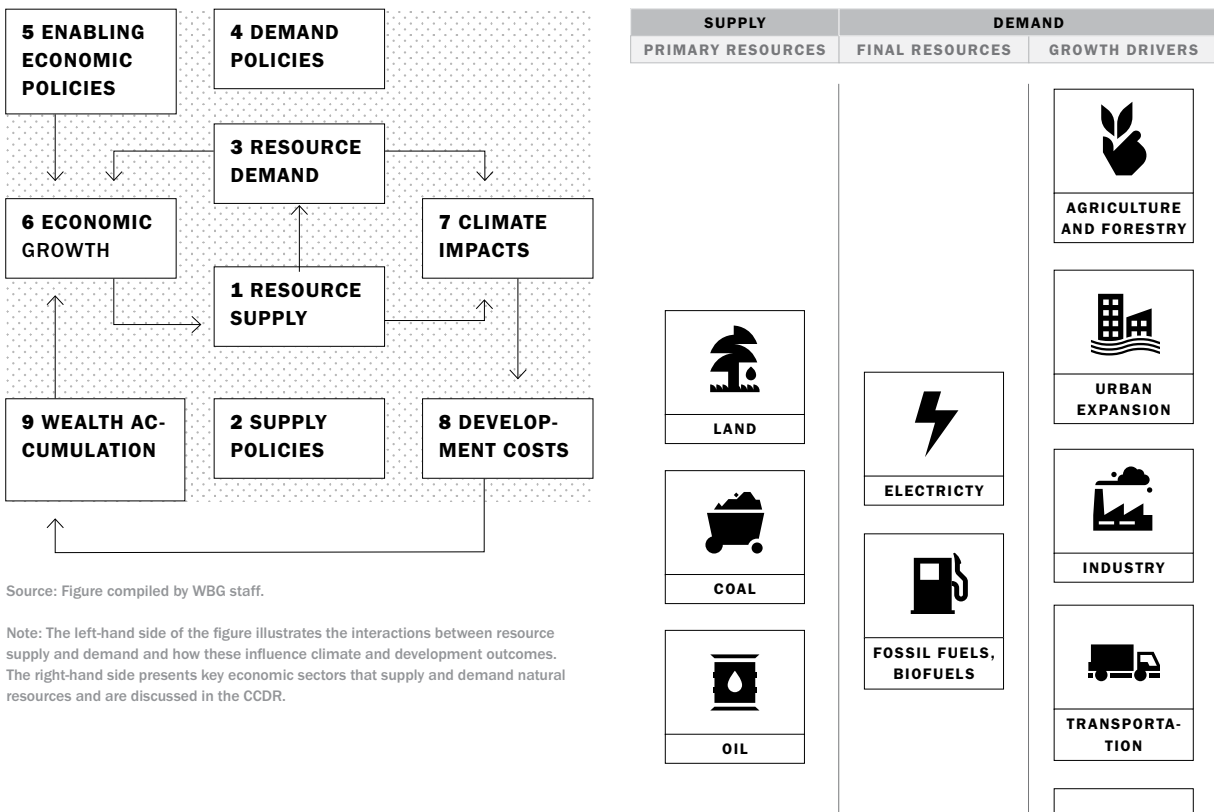 5 ENABLING
ECONOMIC
POLICIES
4 DEMAND
POLICIES
3 RESOURCE
DEMAND
6 ECONOMIC
GROWTH
7 CLIMATE
IMPACTS
1 RESOURCE
SUPPLY
9 WEALTH AC-
CUMULATION
2 SUPPLY
POLICIES
8 DEVELOP-
MENT COSTS
Source: Figure compiled by WBG staff.
Note: The left-hand side of the figure illustrates the interactions between resource
supply and demand and how these influence climate and development outcomes.
The right-hand side presents key economic sectors that supply and demand natural
resources and are discussed in the CCDR.
SUPPLY
DEMAND
PRIMARY RESOURCES
FINAL RESOURCES
GROWTH DRIVERS
LAND
COAL
OIL
ELECTRICTY
FOSSIL FUELS,
BIOFUELS
AGRICULTURE
AND FORESTRY
URBAN
EXPANSION
INDUSTRY
TRANSPORTA-
TION